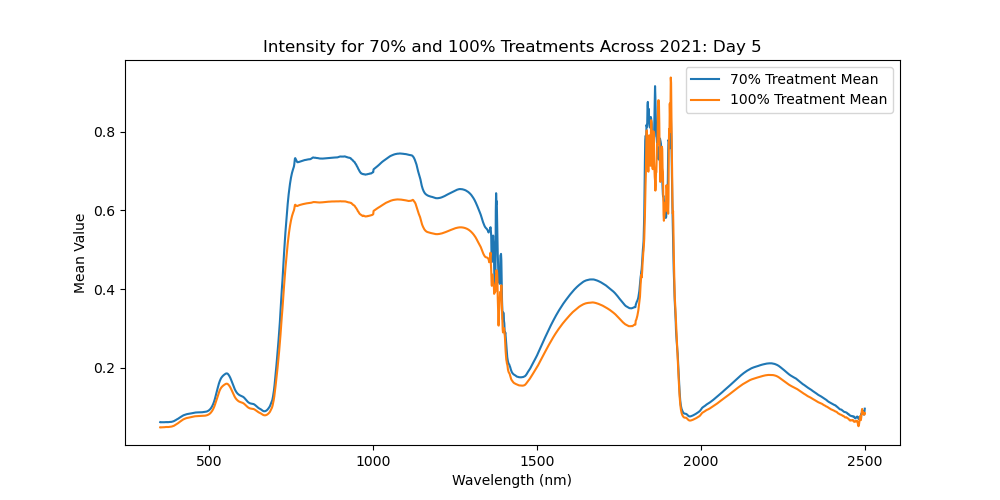 Intensity for 70% and 100% Treatments Across 2021: Day 5
70% Treatment Mean
100% Treatment Mean
Mean Value
0.8
0.6
0.4
0.2
500
1000
1500
2000
2500
Wavelength (nm)